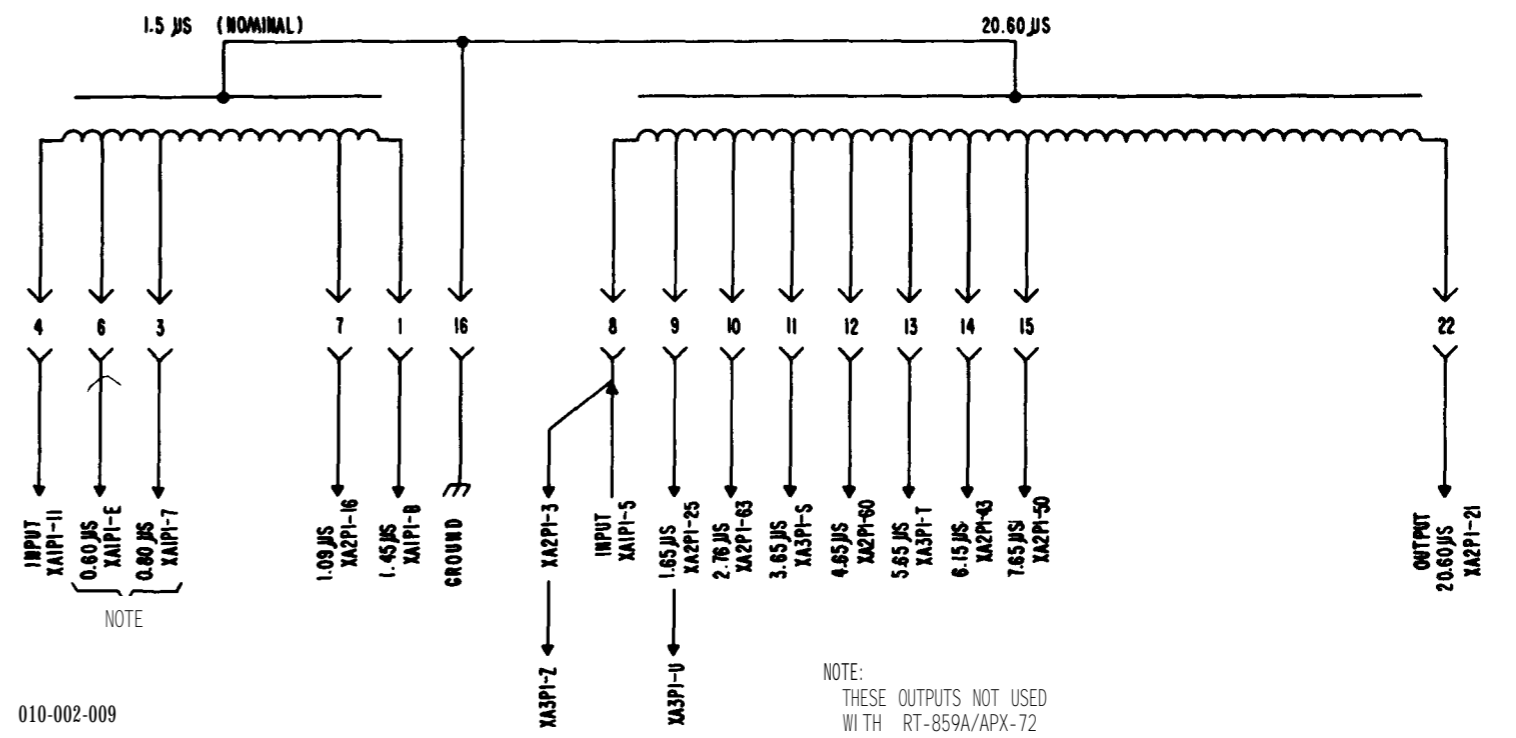 1.5 µS (NOMINAL)
20.60 µS
4
6
3
7
1
16
8
9
10
11
12
13
14
15
22
INPUT
XA1P1-11
0.60 µS
XA1P1-E
0.80 µS
XA1P1-7
NOTE
1.09 µS
XA2P1-16
1.45 µS
XA1P1-B
GROUND
XA2P1-3
XA3P1-Z
INPUT
XA1P1-5
1.65 µS
XA2P1-25
XA3P1-U
2.76 µS
XA2P1-63
3.65 µS
XA3P1-S
4.65 µS
XA2P1-60
5.65 µS
XA3P1-T
6.15 µS
XA2P1-43
7.65 µS
XA2P1-50
OUTPUT
20.60 µS
XA2P1-21
NOTE:
THESE OUTPUTS NOT USED
WITH RT-859A/APX-72
010-002-009